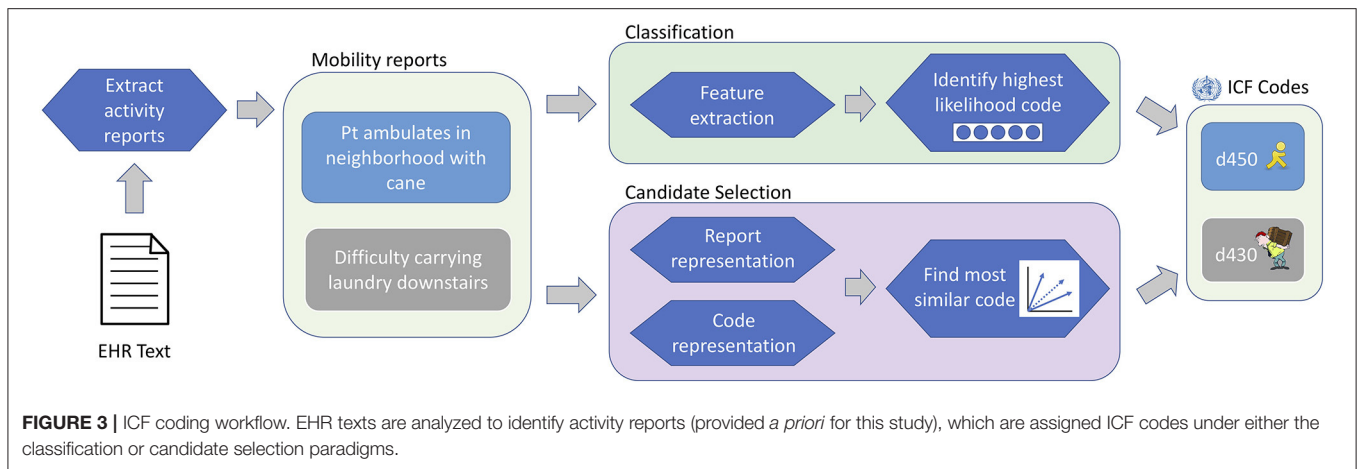 Extract
activity
reports
EHR Text
Mobility reports
Pt ambulates in
neighborhood with
cane
Difficulty carrying
laundry downstairs
Classification
Feature
extraction
Identify highest
likelihood code
Candidate Selection
Report
representation
Code
representation
Find most
similar code
ICF Codes
d450
d430
FIGURE 3 | ICF coding workflow. EHR texts are analyzed to identify activity reports (provided a priori for this study), which are assigned ICF codes under either the
classification or candidate selection paradigms.